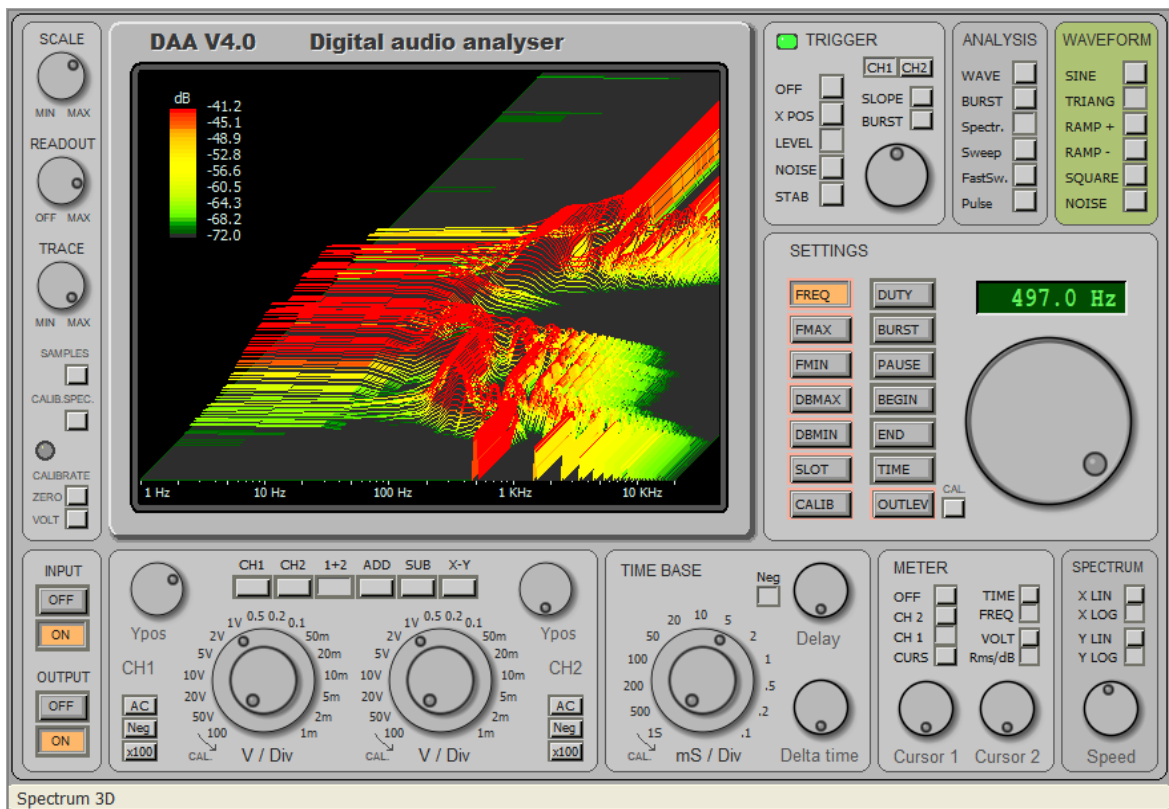 SCALE
MIN MAX
READOUT
OFF MAX
TRACE
MIN MAX
SAMPLES
CALIB.SPEC.
CALIBRATE
ZERO
VOLT
DAA V4.0 Digital audio analyser
dB
-41.2
-45.1
-48.9
-52.8
-56.6
-60.5
-64.3
-68.2
-72.0
1 Hz 10 Hz 100 Hz 1 KHz 10 KHz
TRIGGER
CH1 CH2
OFF
X POS
LEVEL
NOISE
STAB
SLOPE
BURST
ANALYSIS
WAVE
BURST
Spectr.
Sweep
FastSw.
Pulse
WAVEFORM
SINE
TRIANG
RAMP +
RAMP -
SQUARE
NOISE
SETTINGS
FREQ DUTY
FMAX BURST
FMIN PAUSE
DBMAX BEGIN
DBMIN END
SLOT TIME
CALIB OUTLEV
CAL.
497.0 Hz
INPUT
OFF
ON
OUTPUT
OFF
ON
CH1 CH2 1+2 ADD SUB X-Y
Ypos
CH1
AC
Neg
x100
100
50V
20V
10V
5V
2V
1V
0.5
0.2
0.1
50m
20m
10m
5m
2m
1m
CAL.
V / Div
100
50V
20V
10V
5V
2V
1V
0.5
0.2
0.1
50m
20m
10m
5m
2m
1m
CAL.
V / Div
Ypos
CH2
AC
Neg
x100
TIME BASE
Neg
15
500
200
100
50
20
10
5
2
1
.5
.2
.1
CAL.
mS / Div
Delay
Delta time
METER
OFF
CH 2
CH 1
CURS
TIME
FREQ
VOLT
Rms/dB
Cursor 1 Cursor 2
SPECTRUM
X LIN
X LOG
Y LIN
Y LOG
Speed
Spectrum 3D